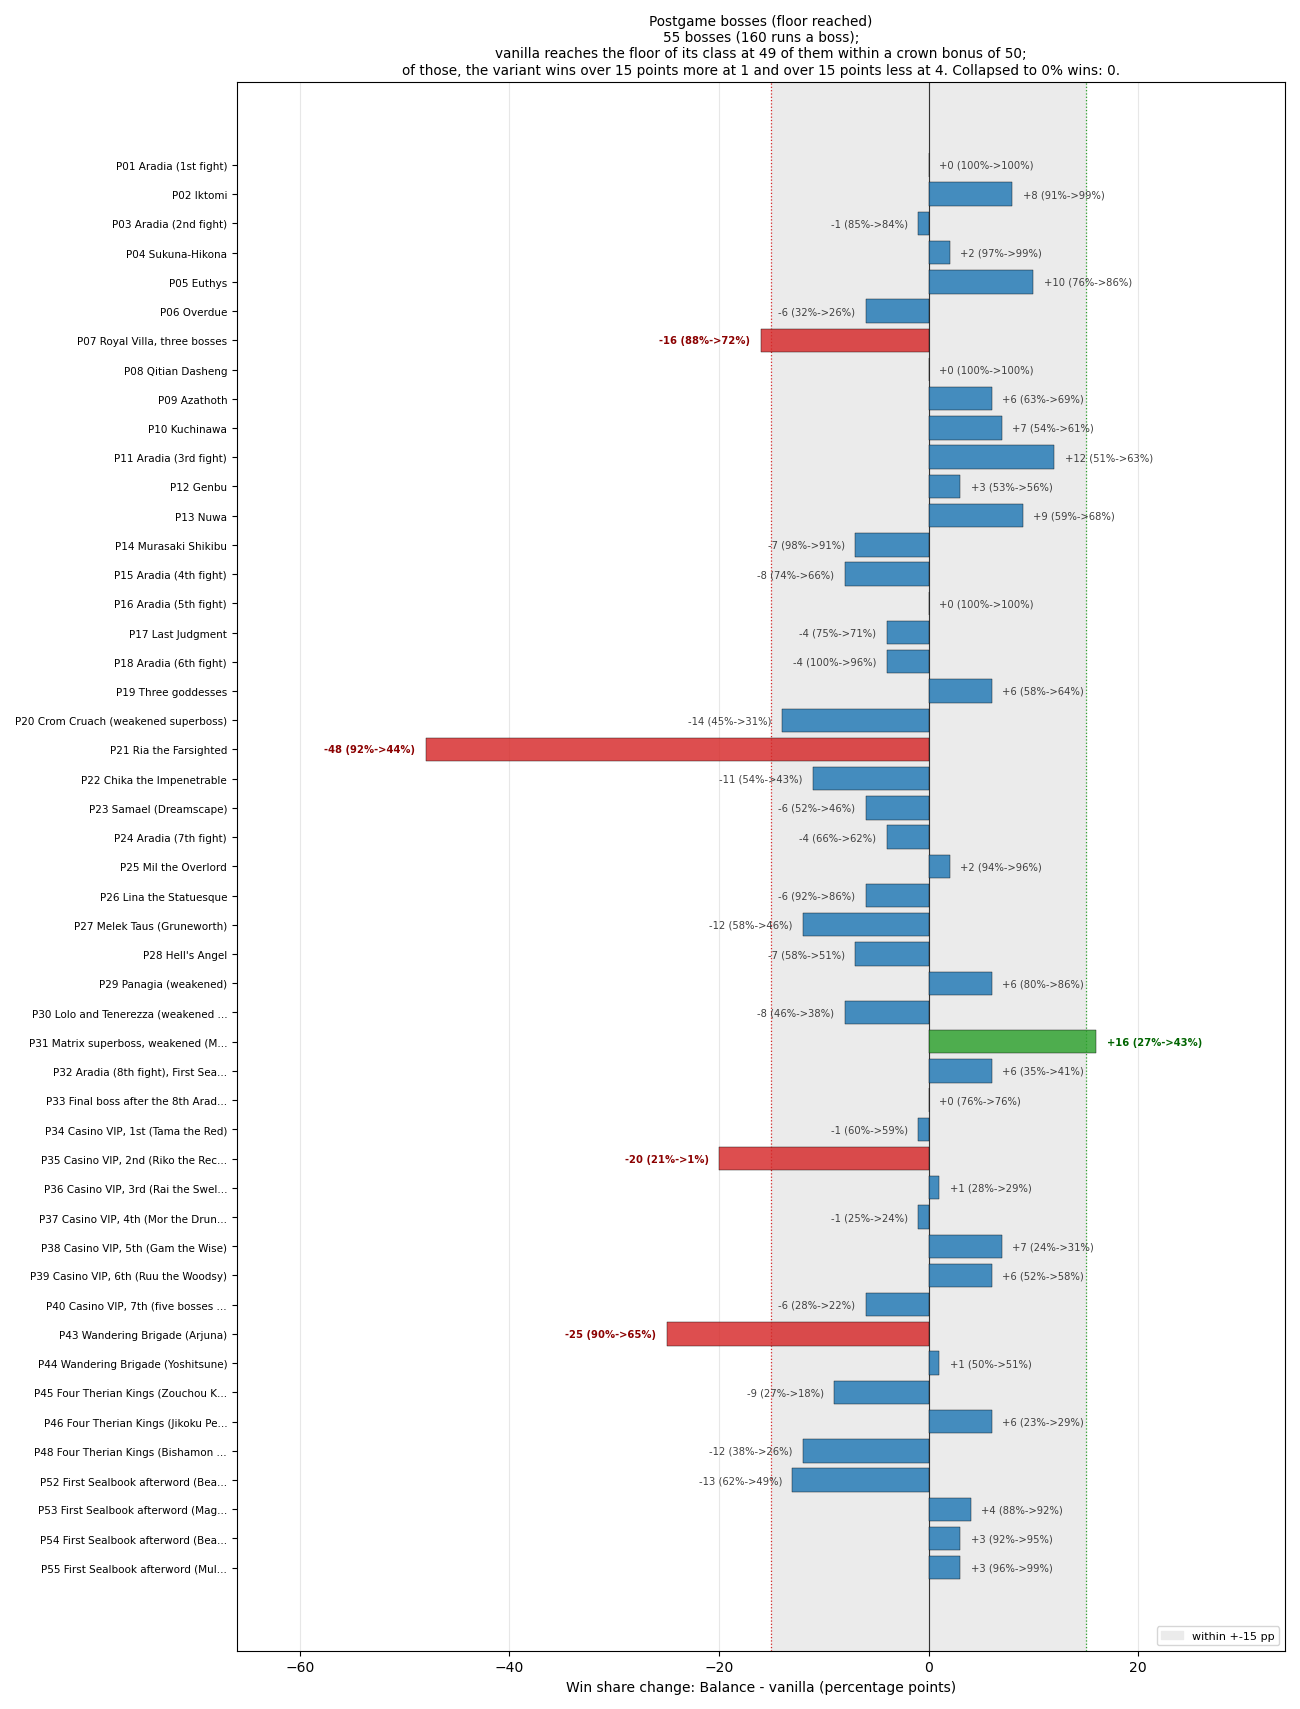 Postgame bosses (floor reached)
55 bosses (160 runs a boss);
vanilla reaches the floor of its class at 49 of them within a crown bonus of 50;
of those, the variant wins over 15 points more at 1 and over 15 points less at 4. Collapsed to 0% wins: 0.
P01 Aradia (1st fight) +0 (100%->100%)
P02 Iktomi +8 (91%->99%)
P03 Aradia (2nd fight) -1 (85%->84%)
P04 Sukuna-Hikona +2 (97%->99%)
P05 Euthys +10 (76%->86%)
P06 Overdue -6 (32%->26%)
P07 Royal Villa, three bosses -16 (88%->72%)
P08 Qitian Dasheng +0 (100%->100%)
P09 Azathoth +6 (63%->69%)
P10 Kuchinawa +7 (54%->61%)
P11 Aradia (3rd fight) +12 (51%->63%)
P12 Genbu +3 (53%->56%)
P13 Nuwa +9 (59%->68%)
P14 Murasaki Shikibu -7 (98%->91%)
P15 Aradia (4th fight) -8 (74%->66%)
P16 Aradia (5th fight) +0 (100%->100%)
P17 Last Judgment -4 (75%->71%)
P18 Aradia (6th fight) -4 (100%->96%)
P19 Three goddesses +6 (58%->64%)
P20 Crom Cruach (weakened superboss) -14 (45%->31%)
P21 Ria the Farsighted -48 (92%->44%)
P22 Chika the Impenetrable -11 (54%->43%)
P23 Samael (Dreamscape) -6 (52%->46%)
P24 Aradia (7th fight) -4 (66%->62%)
P25 Mil the Overlord +2 (94%->96%)
P26 Lina the Statuesque -6 (92%->86%)
P27 Melek Taus (Gruneworth) -12 (58%->46%)
P28 Hell's Angel -7 (58%->51%)
P29 Panagia (weakened) +6 (80%->86%)
P30 Lolo and Tenerezza (weakened ... -8 (46%->38%)
P31 Matrix superboss, weakened (M... +16 (27%->43%)
P32 Aradia (8th fight), First Sea... +6 (35%->41%)
P33 Final boss after the 8th Arad... +0 (76%->76%)
P34 Casino VIP, 1st (Tama the Red) -1 (60%->59%)
P35 Casino VIP, 2nd (Riko the Rec... -20 (21%->1%)
P36 Casino VIP, 3rd (Rai the Swel... +1 (28%->29%)
P37 Casino VIP, 4th (Mor the Drun... -1 (25%->24%)
P38 Casino VIP, 5th (Gam the Wise) +7 (24%->31%)
P39 Casino VIP, 6th (Ruu the Woodsy) +6 (52%->58%)
P40 Casino VIP, 7th (five bosses ... -6 (28%->22%)
P43 Wandering Brigade (Arjuna) -25 (90%->65%)
P44 Wandering Brigade (Yoshitsune) +1 (50%->51%)
P45 Four Therian Kings (Zouchou K... -9 (27%->18%)
P46 Four Therian Kings (Jikoku Pe... +6 (23%->29%)
P48 Four Therian Kings (Bishamon ... -12 (38%->26%)
P52 First Sealbook afterword (Bea... -13 (62%->49%)
P53 First Sealbook afterword (Mag... +4 (88%->92%)
P54 First Sealbook afterword (Bea... +3 (92%->95%)
P55 First Sealbook afterword (Mul... +3 (96%->99%)
within +-15 pp
−60 −40 −20 0 20
Win share change: Balance - vanilla (percentage points)